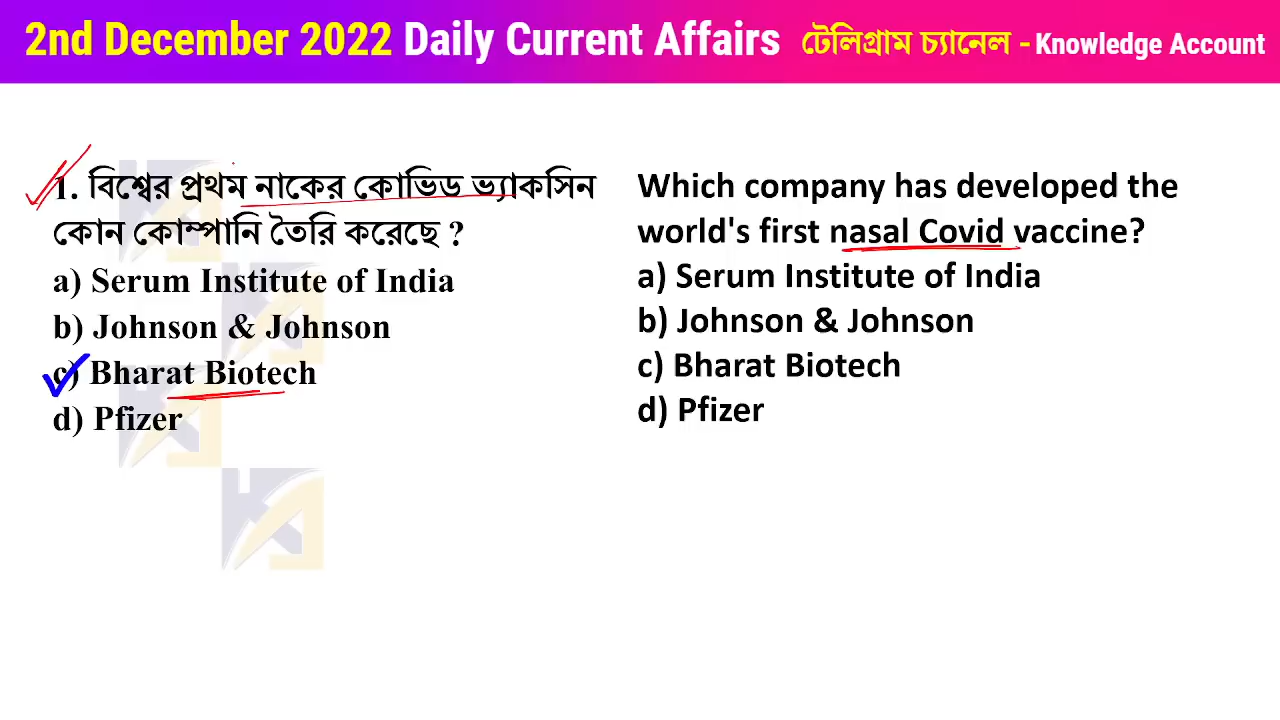 2nd December 2022 Daily Current Affairs টেলিগ্রাম চ্যানেল - Knowledge Account
1. বিশ্বের প্রথম নাকের কোভিড ভ্যাকসিন
কোন কোম্পানি তৈরি করেছে ?
a) Serum Institute of India
b) Johnson & Johnson
c) Bharat Biotech
d) Pfizer
Which company has developed the
world's first nasal Covid vaccine?
a) Serum Institute of India
b) Johnson & Johnson
c) Bharat Biotech
d) Pfizer